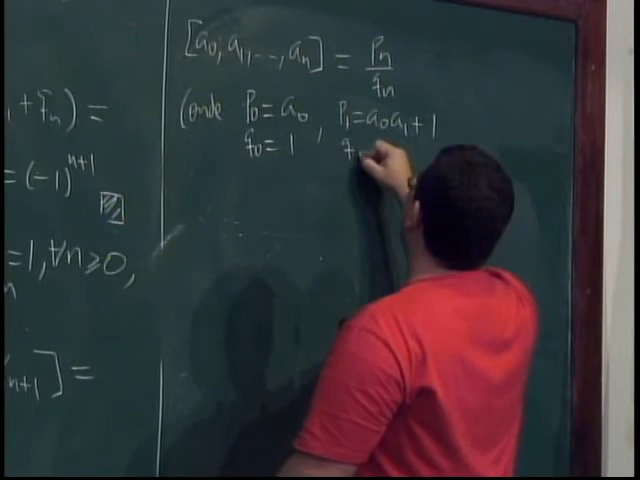 + qn) =
= (-1)^{n+1}
= 1, ∀n ≥ 0,
n
n+1] =
[a0, a1, ..., an] = pn/qn
(onde p0 = a0, p1 = a0a1 + 1
q0 = 1 q